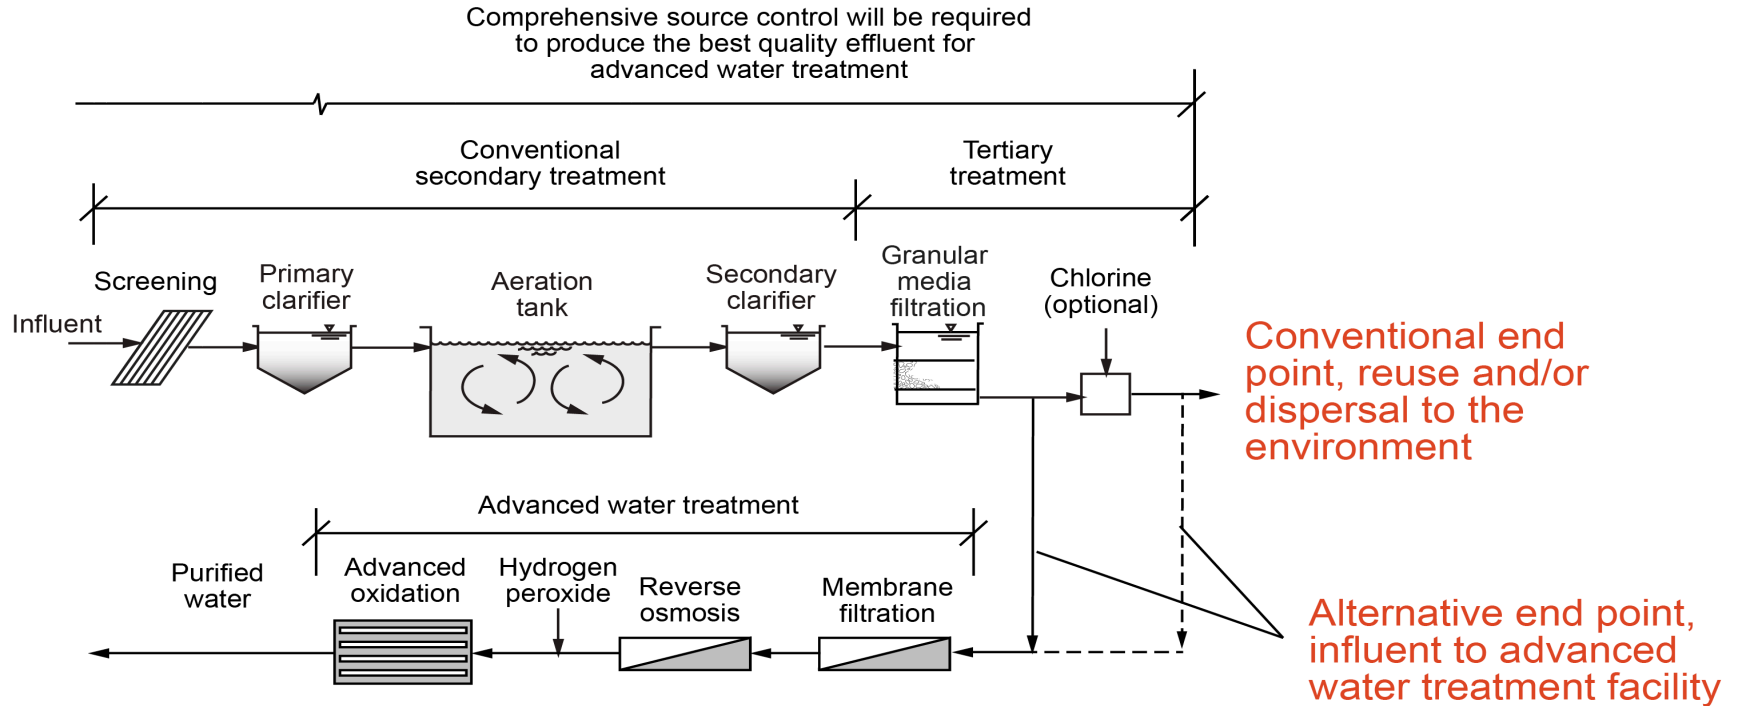 Comprehensive source control will be required
to produce the best quality effluent for
advanced water treatment
Conventional
secondary treatment
Tertiary
treatment
Influent
Screening
Primary
clarifier
Aeration
tank
Secondary
clarifier
Granular
media
filtration
Chlorine
(optional)
Conventional end
point, reuse and/or
dispersal to the
environment
Advanced water treatment
Purified
water
Advanced
oxidation
Hydrogen
peroxide
Reverse
osmosis
Membrane
filtration
Alternative end point,
influent to advanced
water treatment facility